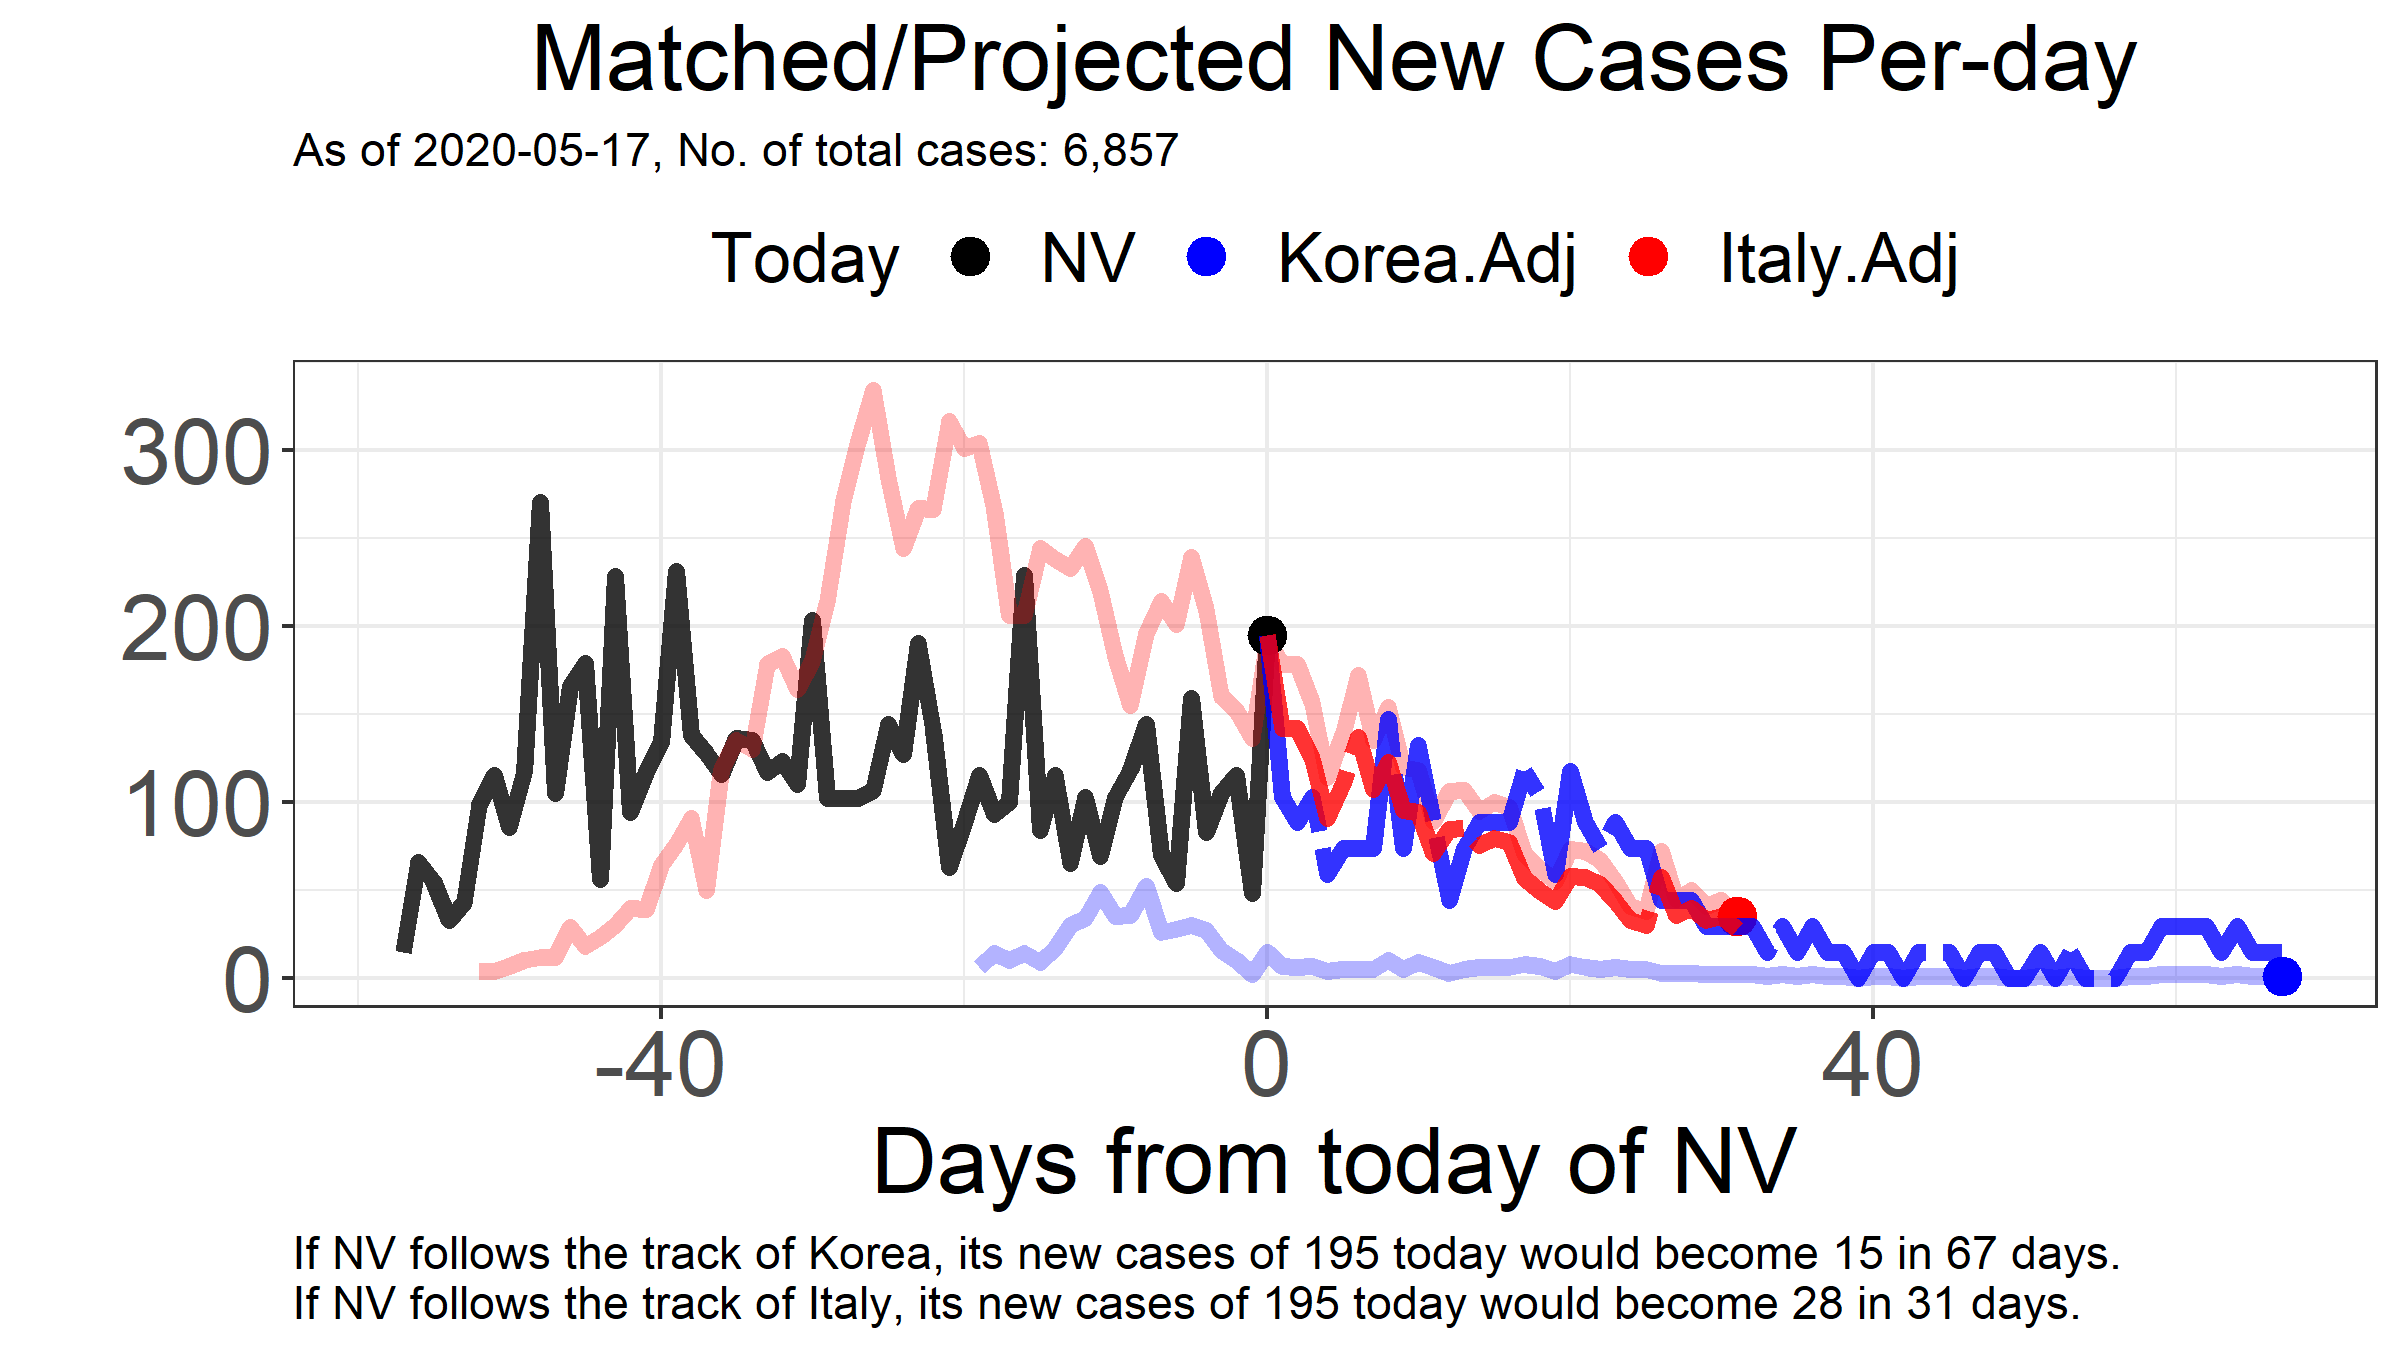 Matched/Projected New Cases Per-day
As of 2020-05-17, No. of total cases: 6,857
Today NV Korea.Adj Italy.Adj
300
200
100
0
-40 0 40
Days from today of NV
If NV follows the track of Korea, its new cases of 195 today would become 15 in 67 days.
If NV follows the track of Italy, its new cases of 195 today would become 28 in 31 days.